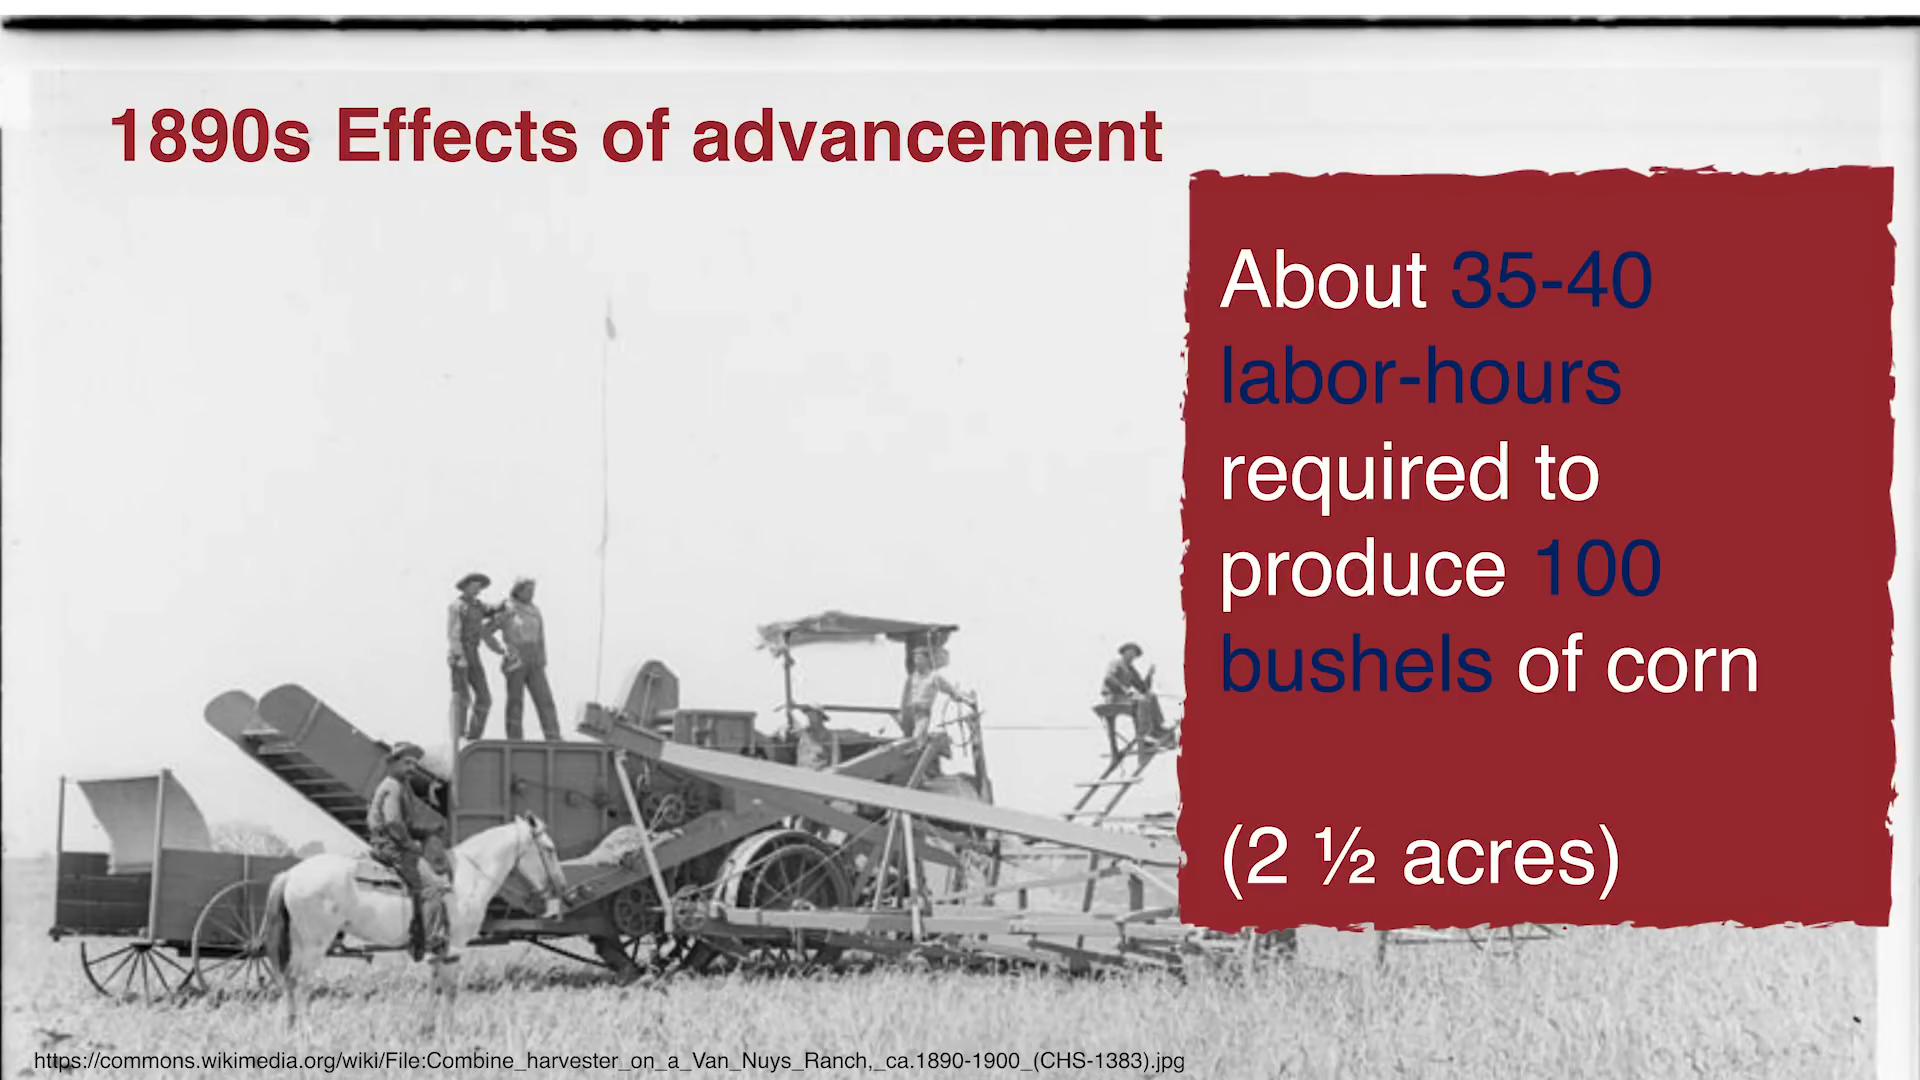 1890s Effects of advancement
About 35-40
labor-hours
required to
produce 100
bushels of corn
(2 ½ acres)
https://commons.wikimedia.org/wiki/File:Combine_harvester_on_a_Van_Nuys_Ranch,_ca.1890-1900_(CHS-1383).jpg